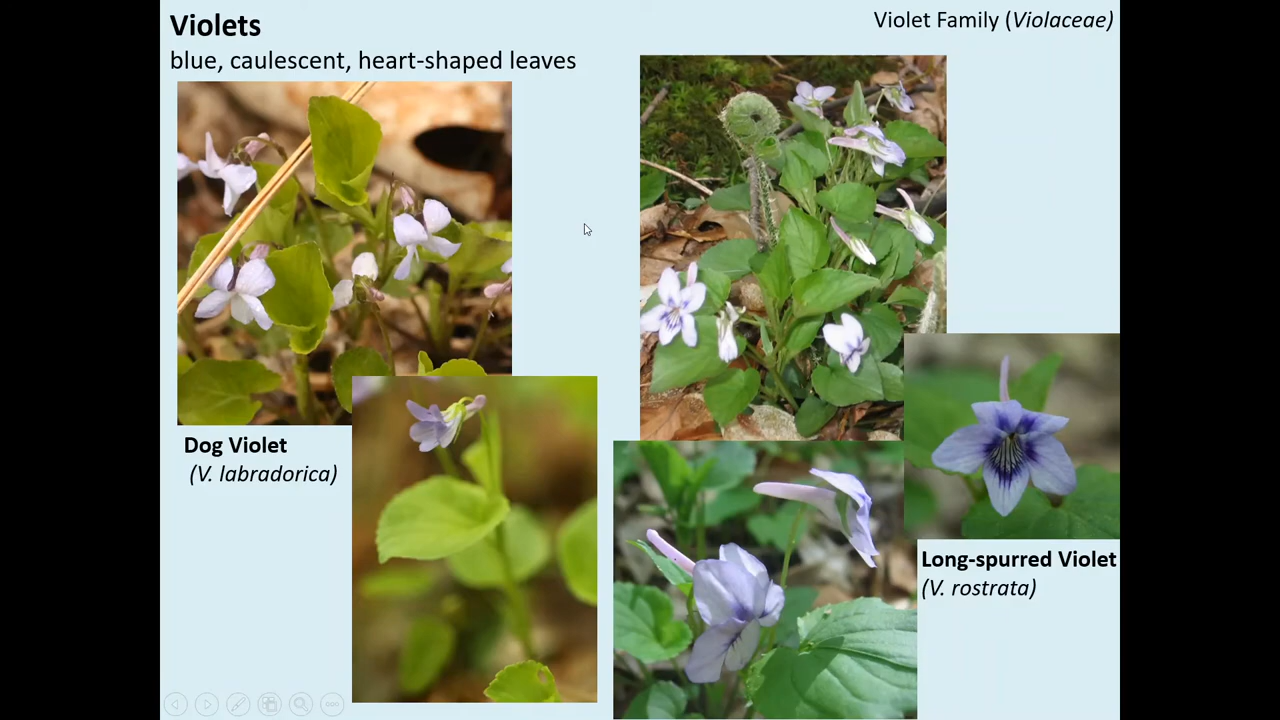 Violets
Violet Family (Violaceae)
blue, caulescent, heart-shaped leaves
Dog Violet
(V. labradorica)
Long-spurred Violet
(V. rostrata)